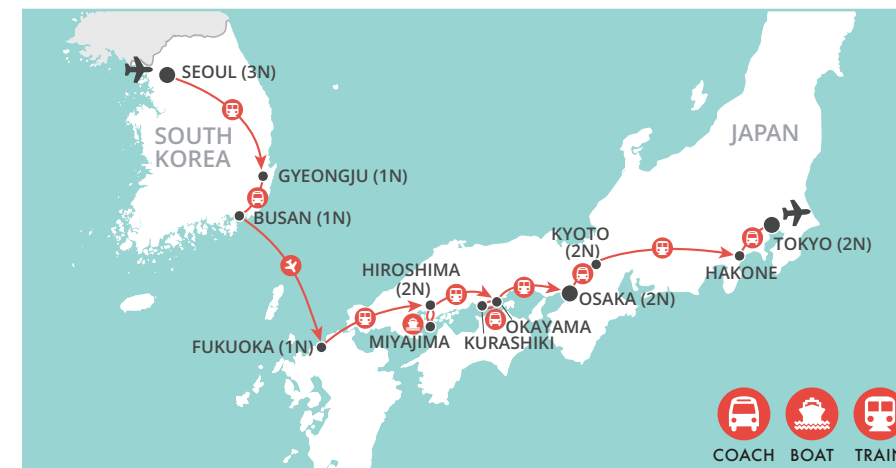 SEOUL (3N)
SOUTH
KOREA
JAPAN
GYEONGJU (1N)
BUSAN (1N)
KYOTO
(2N)
TOKYO (2N)
HIROSHIMA
(2N)
HAKONE
OSAKA (2N)
OKAYAMA
FUKUOKA (1N)
MIYAJIMA
KURASHIKI
COACH BOAT TRAIN